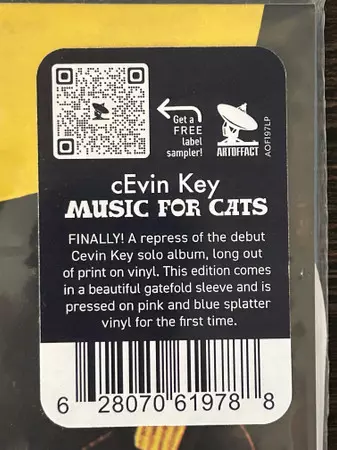 Get a
FREE
label
sampler!
ARTOFFACT
AOF197LP
cEvin Key
MUSIC FOR CATS
FINALLY! A repress of the debut
Cevin Key solo album, long out
of print on vinyl. This edition comes
in a beautiful gatefold sleeve and is
pressed on pink and blue splatter
vinyl for the first time.
6 28070 61978 8